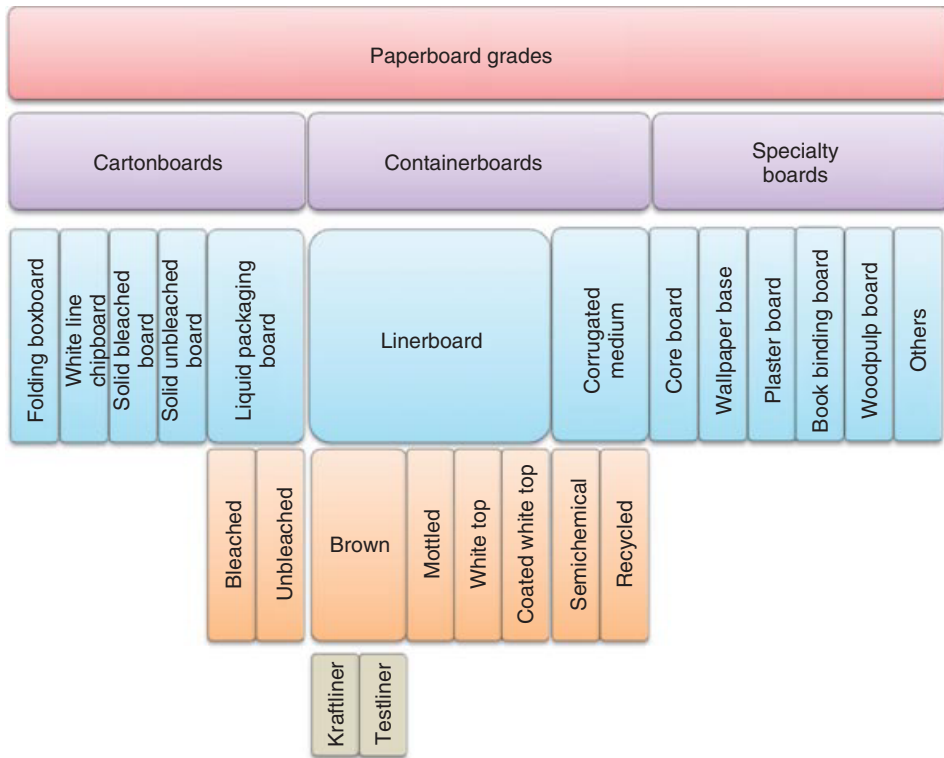 Paperboard grades
Cartonboards
Containerboards
Specialty
boards
Folding boxboard
White line
chipboard
Solid bleached
board
Solid unbleached
board
Liquid packaging
board
Linerboard
Corrugated
medium
Core board
Wallpaper base
Plaster board
Book binding board
Woodpulp board
Others
Bleached
Unbleached
Brown
Mottled
White top
Coated white top
Semichemical
Recycled
Kraftliner
Testliner